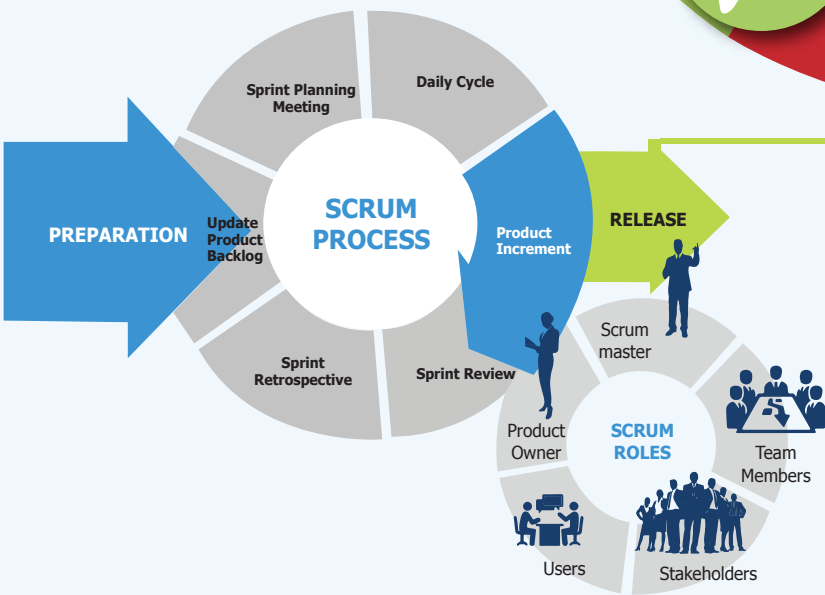 Sprint Planning
Meeting
Daily Cycle
PREPARATION
Update
Product
Backlog
SCRUM
PROCESS
Product
Increment
RELEASE
Sprint
Retrospective
Sprint Review
Scrum
master
Product
Owner
SCRUM
ROLES
Team
Members
Users
Stakeholders